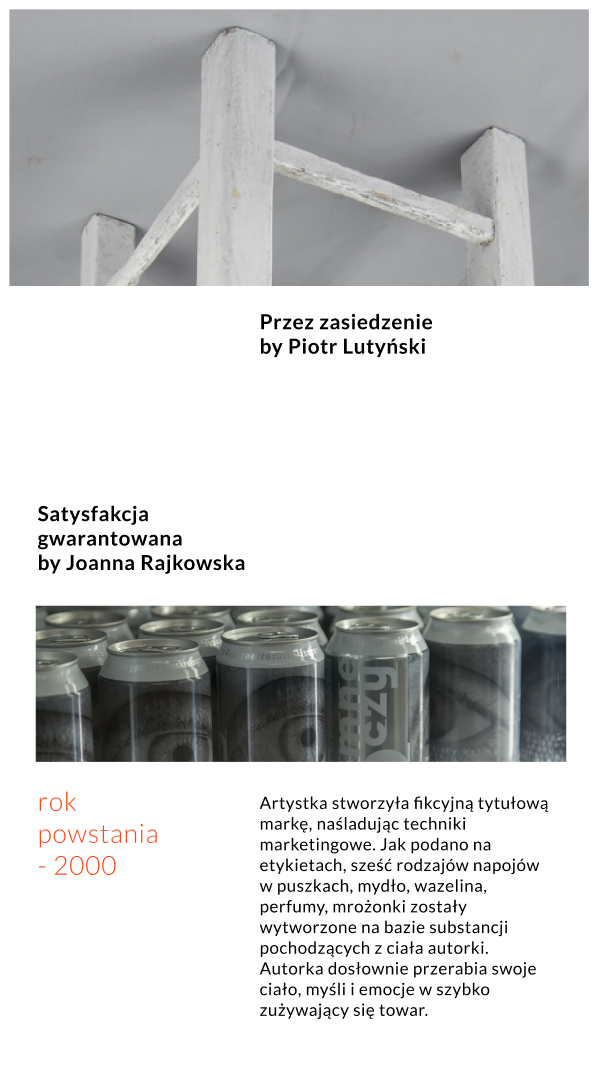 Przez zasiedzenie
by Piotr Lutyński
Satysfakcja
gwarantowana
by Joanna Rajkowska
czy
rok
powstania
- 2000
Artystka stworzyła fikcyjną tytułową
markę, naśladując techniki
marketingowe. Jak podano na
etykietach, sześć rodzajów napojów
w puszkach, mydło, wazelina,
perfumy, mrożonki zostały
wytworzone na bazie substancji
pochodzących z ciała autorki.
Autorka dosłownie przerabia swoje
ciało, myśli i emocje w szybko
zużywający się towar.